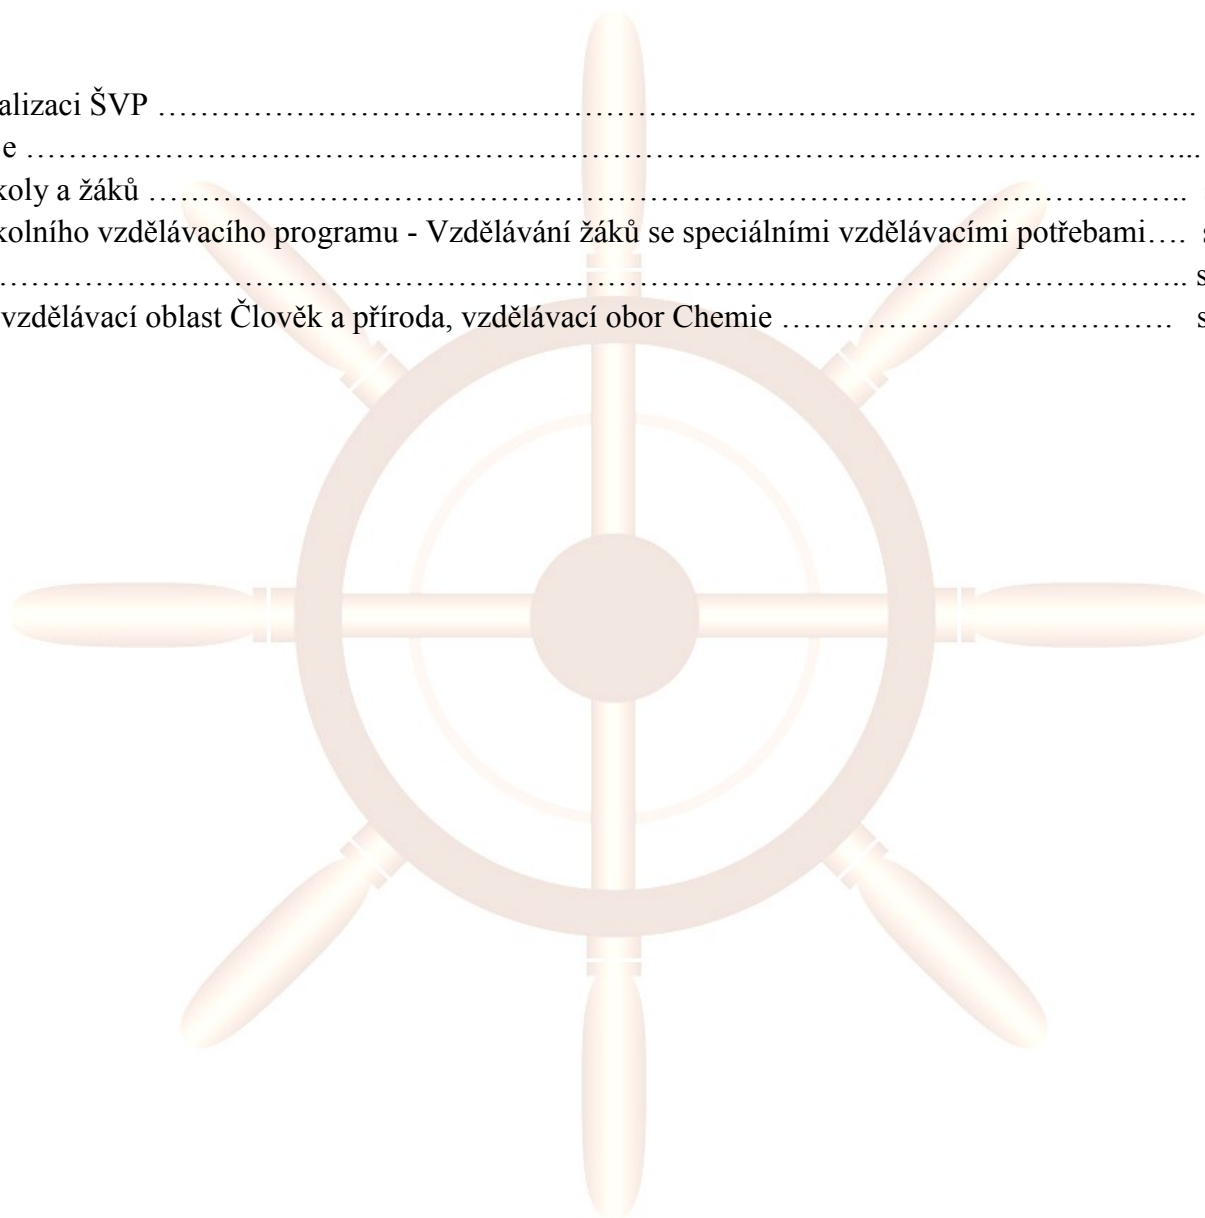 alizaci ŠVP ……………………………………………………………………………………..
e …………………………………………………………………………………………………...
koly a žáků ………………………………………………………………………………………..
kolního vzdělávacího programu - Vzdělávání žáků se speciálními vzdělávacími potřebami…. s
…………………………………………………………………………………………………….. s
vzdělávací oblast Člověk a příroda, vzdělávací obor Chemie ………………………………. s